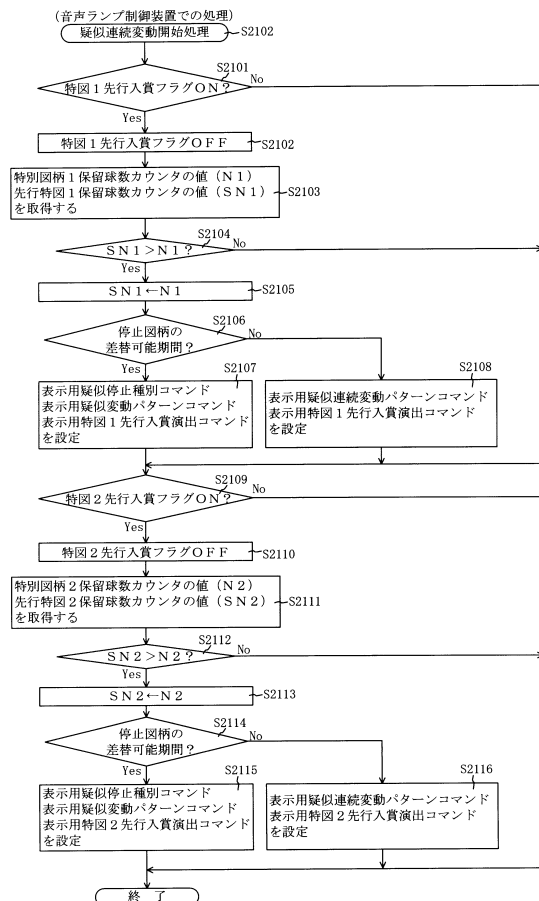 (音声ランプ制御装置での処理)
疑似連続変動開始処理
S2102
S2101
特図1先行入賞フラグON?
No
Yes
特図1先行入賞フラグOFF
S2102
特別図柄1保留球数カウンタの値(N1)
先行特図1保留球数カウンタの値(SN1)
を取得する
S2103
S2104
SN1>N1?
No
Yes
SN1←N1
S2105
S2106
停止図柄の
差替可能期間?
No
Yes
S2107
表示用疑似停止種別コマンド
表示用疑似変動パターンコマンド
表示用特図1先行入賞演出コマンド
を設定
S2108
表示用疑似連続変動パターンコマンド
表示用特図1先行入賞演出コマンド
を設定
S2109
特図2先行入賞フラグON?
No
Yes
特図2先行入賞フラグOFF
S2110
特別図柄2保留球数カウンタの値(N2)
先行特図2保留球数カウンタの値(SN2)
を取得する
S2111
S2112
SN2>N2?
No
Yes
SN2←N2
S2113
S2114
停止図柄の
差替可能期間?
No
Yes
S2115
表示用疑似停止種別コマンド
表示用疑似変動パターンコマンド
表示用特図2先行入賞演出コマンド
を設定
S2116
表示用疑似連続変動パターンコマンド
表示用特図2先行入賞演出コマンド
を設定
終 了